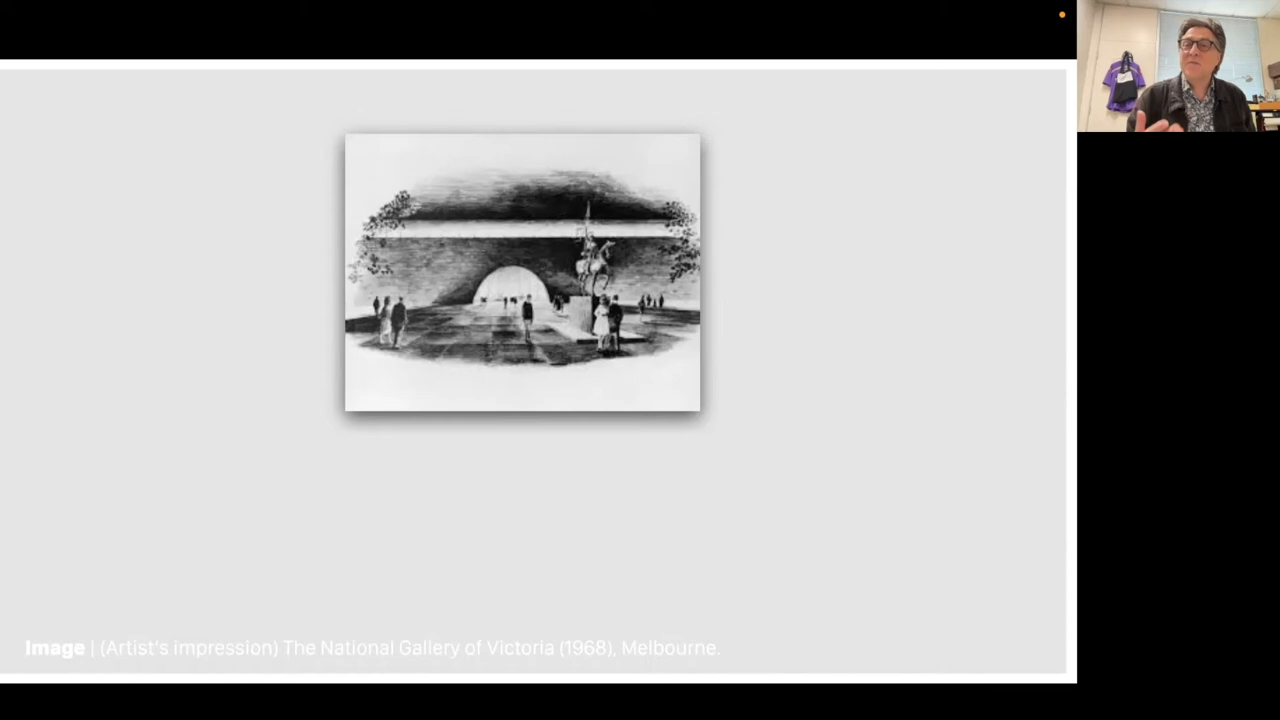 Image | (Artist's impression) The National Gallery of Victoria (1968), Melbourne.